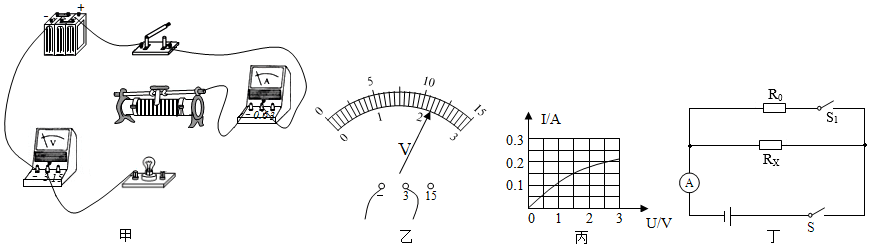 - +
A
- 0.6 3
V
- 3 15
甲
0 5 10 15
0 1 2 3
V
- 3 15
乙
I/A
0.3
0.2
0.1
0 1 2 3 U/V
丙
R₀
S₁
Rₓ
A
S
丁